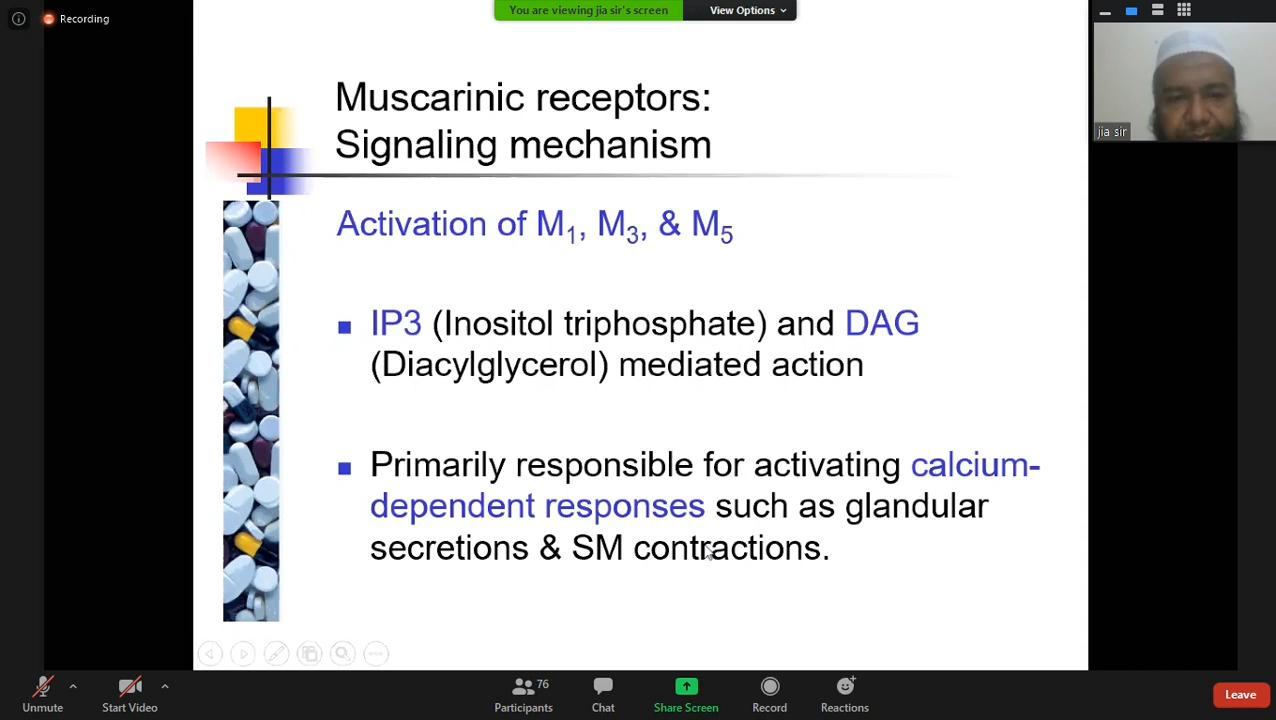 Recording
You are viewing jia sir's screen
View Options
jia sir
Muscarinic receptors:
Signaling mechanism
Activation of M1, M3, & M5
IP3 (Inositol triphosphate) and DAG
(Diacylglycerol) mediated action
Primarily responsible for activating calcium-
dependent responses such as glandular
secretions & SM contractions.
Unmute
Start Video
76
Participants
Chat
Share Screen
Record
Reactions
Leave